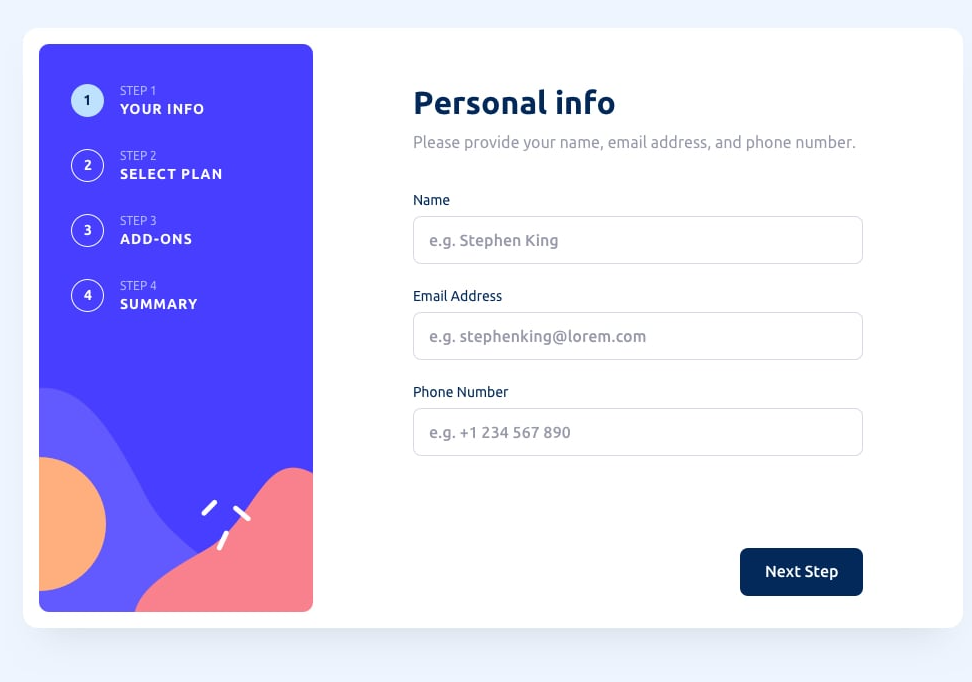 1
STEP 1
YOUR INFO
2
STEP 2
SELECT PLAN
3
STEP 3
ADD-ONS
4
STEP 4
SUMMARY
Personal info
Please provide your name, email address, and phone number.
Name
e.g. Stephen King
Email Address
e.g. stephenking@lorem.com
Phone Number
e.g. +1 234 567 890
Next Step